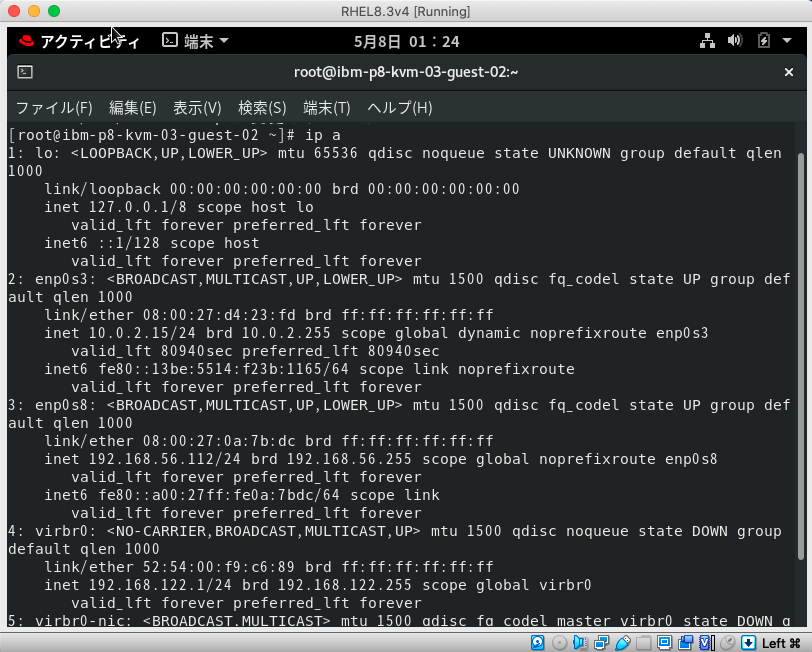 RHEL8.3v4 [Running]
アクティビティ 端末 5月8日 01：24
root@ibm-p8-kvm-03-guest-02:~
ファイル(F) 編集(E) 表示(V) 検索(S) 端末(T) ヘルプ(H)
[root@ibm-p8-kvm-03-guest-02 ~]# ip a
1: lo: <LOOPBACK,UP,LOWER_UP> mtu 65536 qdisc noqueue state UNKNOWN group default qlen
1000
link/loopback 00:00:00:00:00:00 brd 00:00:00:00:00:00
inet 127.0.0.1/8 scope host lo
valid_lft forever preferred_lft forever
inet6 ::1/128 scope host
valid_lft forever preferred_lft forever
2: enp0s3: <BROADCAST,MULTICAST,UP,LOWER_UP> mtu 1500 qdisc fq_codel state UP group def
ault qlen 1000
link/ether 08:00:27:d4:23:fd brd ff:ff:ff:ff:ff:ff
inet 10.0.2.15/24 brd 10.0.2.255 scope global dynamic noprefixroute enp0s3
valid_lft 80940sec preferred_lft 80940sec
inet6 fe80::13be:5514:f23b:1165/64 scope link noprefixroute
valid_lft forever preferred_lft forever
3: enp0s8: <BROADCAST,MULTICAST,UP,LOWER_UP> mtu 1500 qdisc fq_codel state UP group def
ault qlen 1000
link/ether 08:00:27:0a:7b:dc brd ff:ff:ff:ff:ff:ff
inet 192.168.56.112/24 brd 192.168.56.255 scope global noprefixroute enp0s8
valid_lft forever preferred_lft forever
inet6 fe80::a00:27ff:fe0a:7bdc/64 scope link
valid_lft forever preferred_lft forever
4: virbr0: <NO-CARRIER,BROADCAST,MULTICAST,UP> mtu 1500 qdisc noqueue state DOWN group
default qlen 1000
link/ether 52:54:00:f9:c6:89 brd ff:ff:ff:ff:ff:ff
inet 192.168.122.1/24 brd 192.168.122.255 scope global virbr0
valid_lft forever preferred_lft forever
5: virbr0-nic: <BROADCAST,MULTICAST> mtu 1500 qdisc fq_codel master virbr0 state DOWN g
Left ⌘